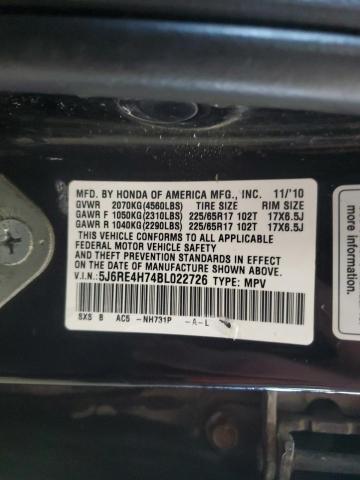 MFD. BY HONDA OF AMERICA MFG., INC. 11/'10
GVWR 2070KG(4560LBS) TIRE SIZE RIM SIZE
GAWR F 1050KG(2310LBS) 225/65R17 102T 17X6.5J
GAWR R 1040KG(2290LBS) 225/65R17 102T 17X6.5J
THIS VEHICLE CONFORMS TO ALL APPLICABLE
FEDERAL MOTOR VEHICLE SAFETY
AND THEFT PREVENTION STANDARDS IN EFFECT
ON THE DATE OF MANUFACTURE SHOWN ABOVE.
V.I.N.: 5J6RE4H74BL022726 TYPE: MPV
SXS B AC5 -NH731P -A-L
more information.